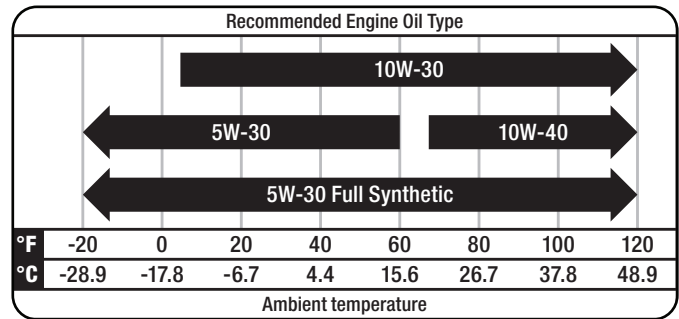 Recommended Engine Oil Type
10W-30
5W-30 10W-40
5W-30 Full Synthetic
°F -20 0 20 40 60 80 100 120
°C -28.9 -17.8 -6.7 4.4 15.6 26.7 37.8 48.9
Ambient temperature